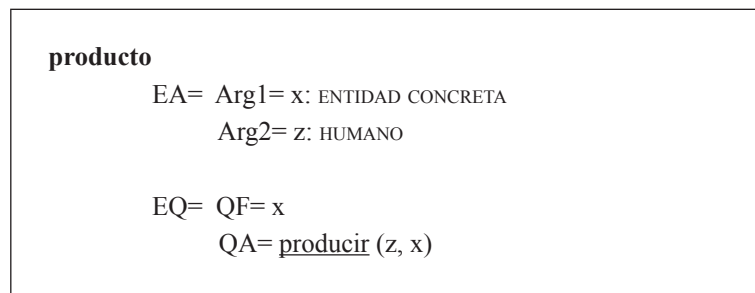 producto
EA= Arg1= x: ENTIDAD CONCRETA
Arg2= z: HUMANO
EQ= QF= x
QA= producir (z, x)